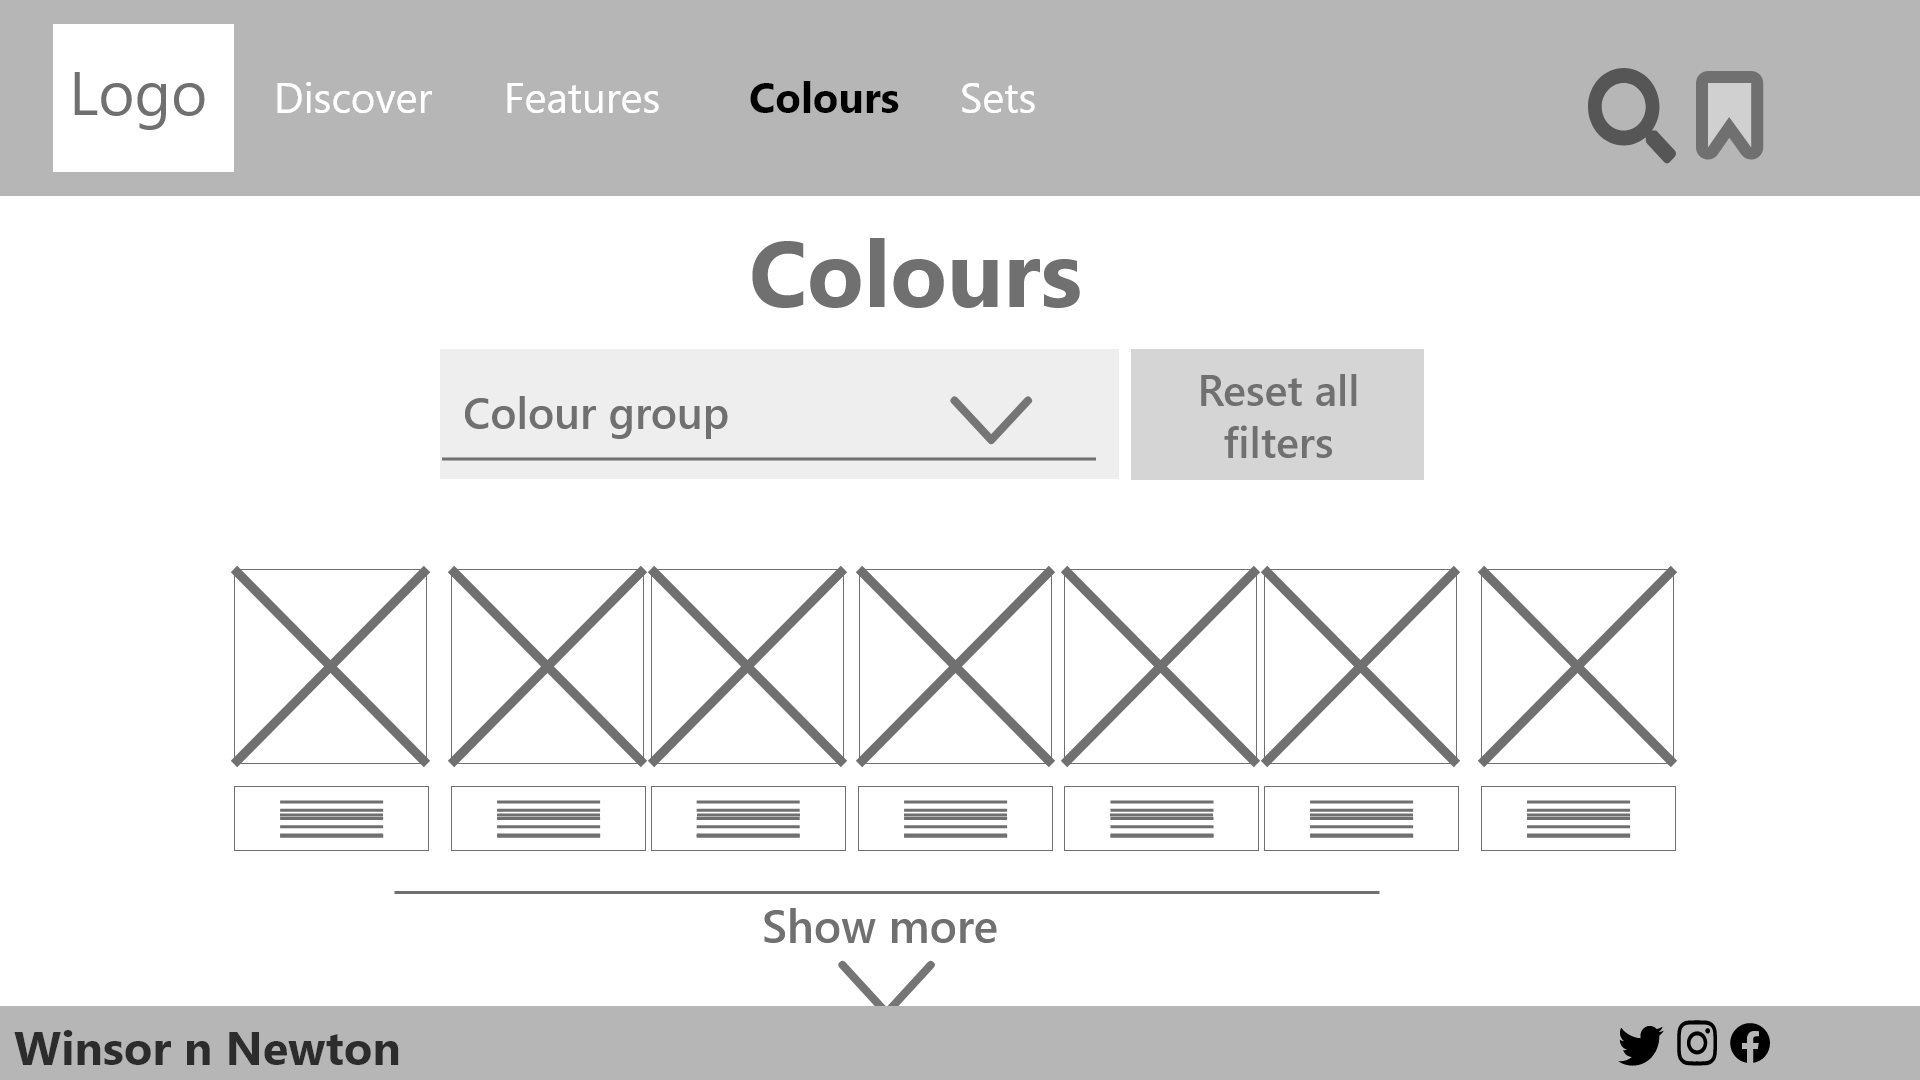 Logo
Discover
Features
Colours
Sets
Colours
Colour group
Reset all
filters
Show more
Winsor n Newton